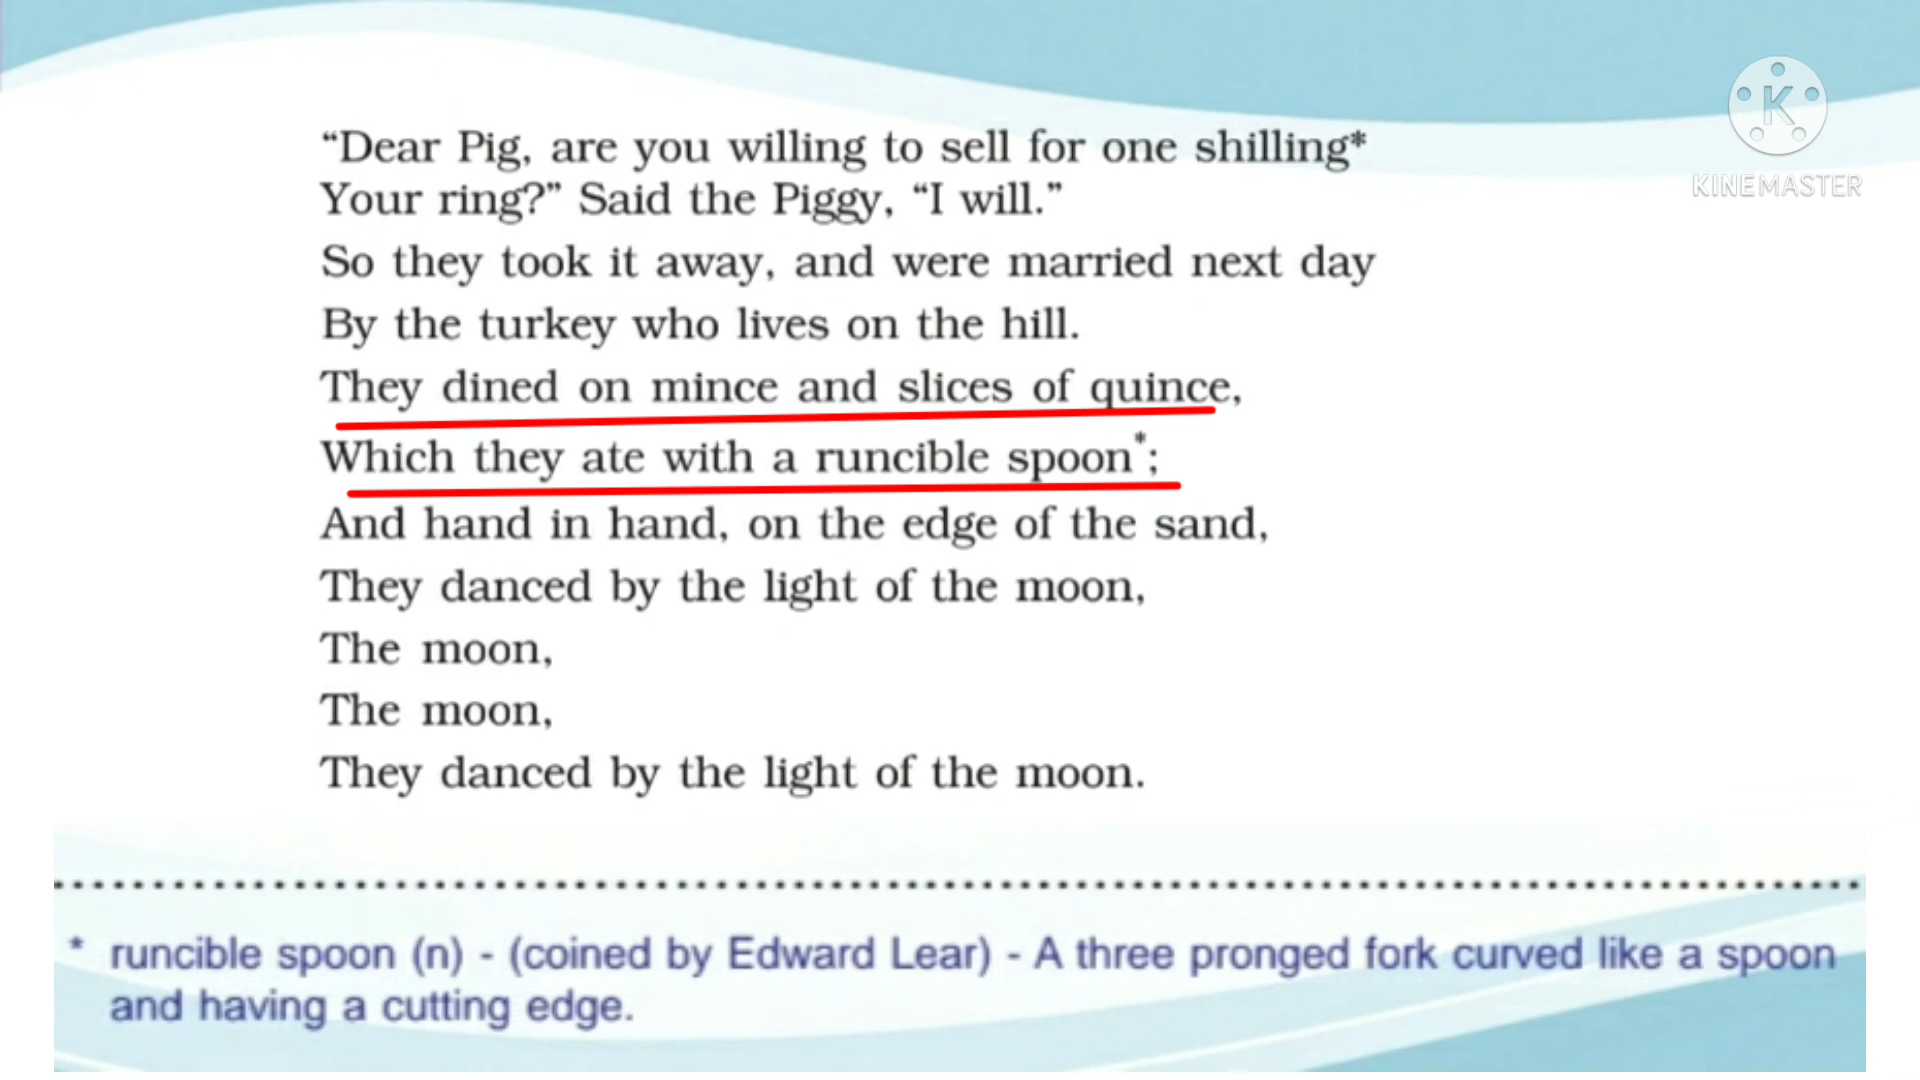 “Dear Pig, are you willing to sell for one shilling*
Your ring?” Said the Piggy, “I will.”
So they took it away, and were married next day
By the turkey who lives on the hill.
They dined on mince and slices of quince,
Which they ate with a runcible spoon*;
And hand in hand, on the edge of the sand,
They danced by the light of the moon,
The moon,
The moon,
They danced by the light of the moon.
* runcible spoon (n) - (coined by Edward Lear) - A three pronged fork curved like a spoon
and having a cutting edge.
K
KINEMASTER